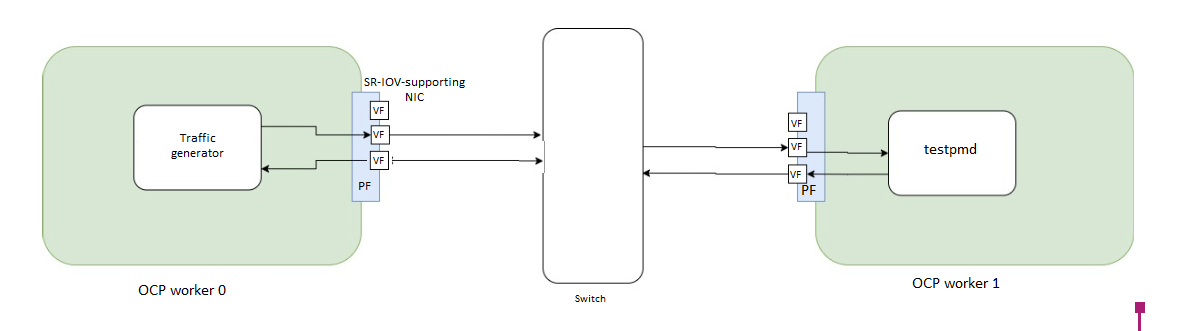 SR-IOV-supporting
NIC
VF
VF
VF
PF
Traffic
generator
OCP worker 0
Switch
VF
VF
VF
PF
testpmd
OCP worker 1